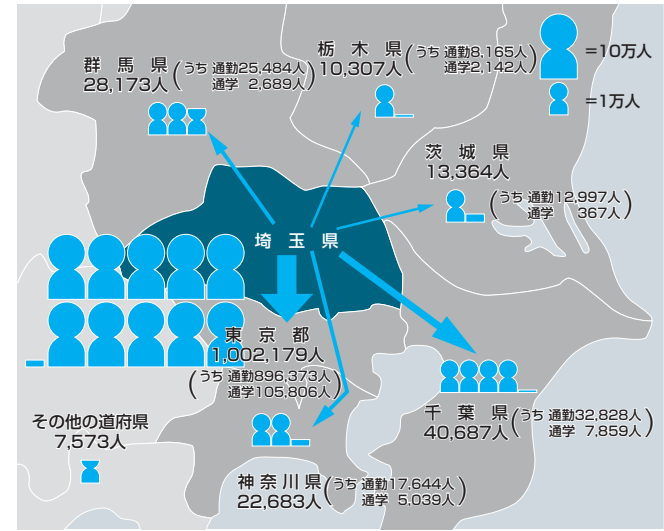 群馬県
28,173人
(うち 通勤25,484人
通学 2,689人)
栃木県
10,307人
(うち 通勤8,165人
通学2,142人)
=10万人
=1万人
茨城県
13,364人
(うち 通勤12,997人
通学 367人)
埼玉県
東京都
1,002,179人
(うち 通勤896,373人
通学105,806人)
その他の道府県
7,573人
千葉県
40,687人
(うち 通勤32,828人
通学 7,859人)
神奈川県
22,683人
(うち 通勤17,644人
通学 5,039人)